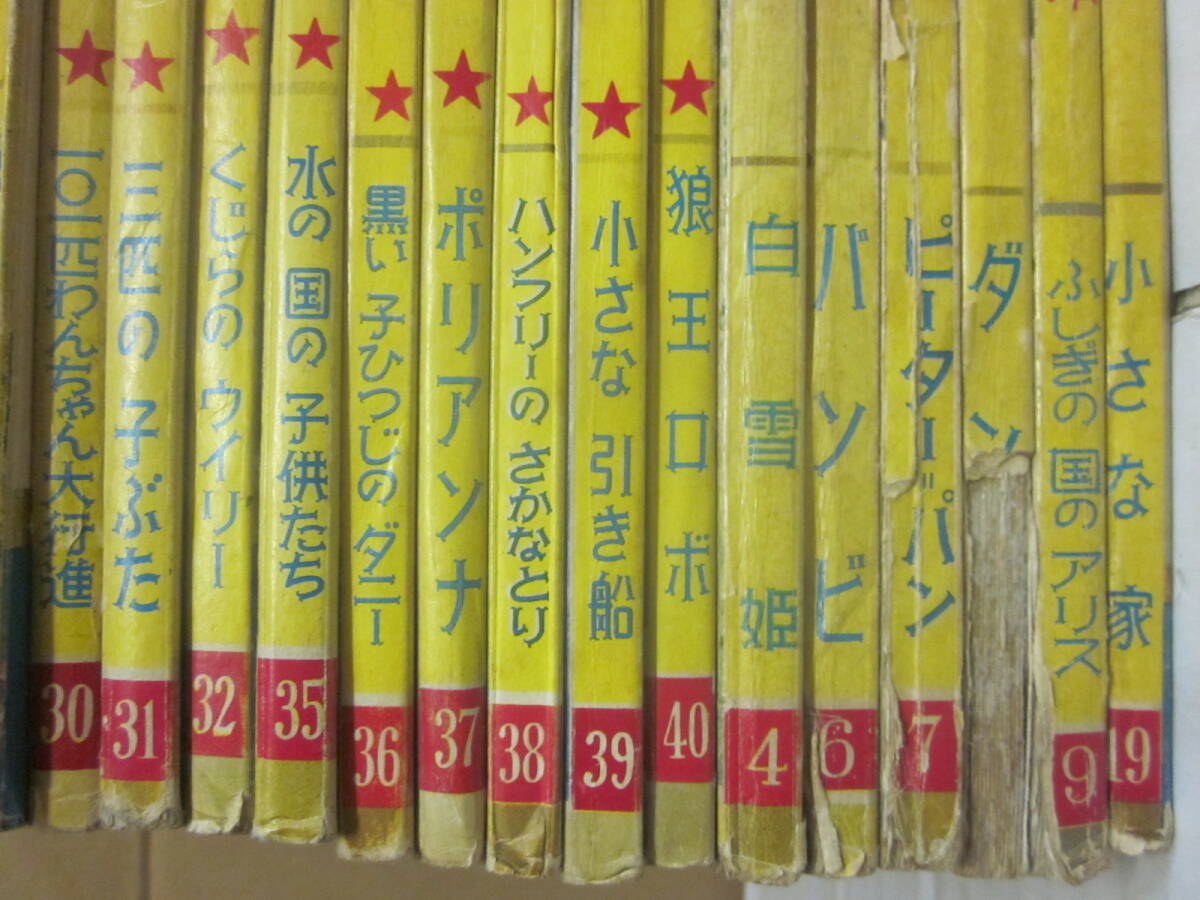 一〇一匹わんちゃん大行進
30
三匹の子ぶた
31
くじらの ウイリー
32
水の 国の 子供たち
35
黒い 子ひつじの ダニー
36
ポリアンナ
37
ハンフリーの さかなとり
38
小さな 引き船
39
狼王ロボ
40
白雪姫
4
バンビ
6
ピーターパン
7
ダン
ふしぎの 国の アリス
9
小さな家
19